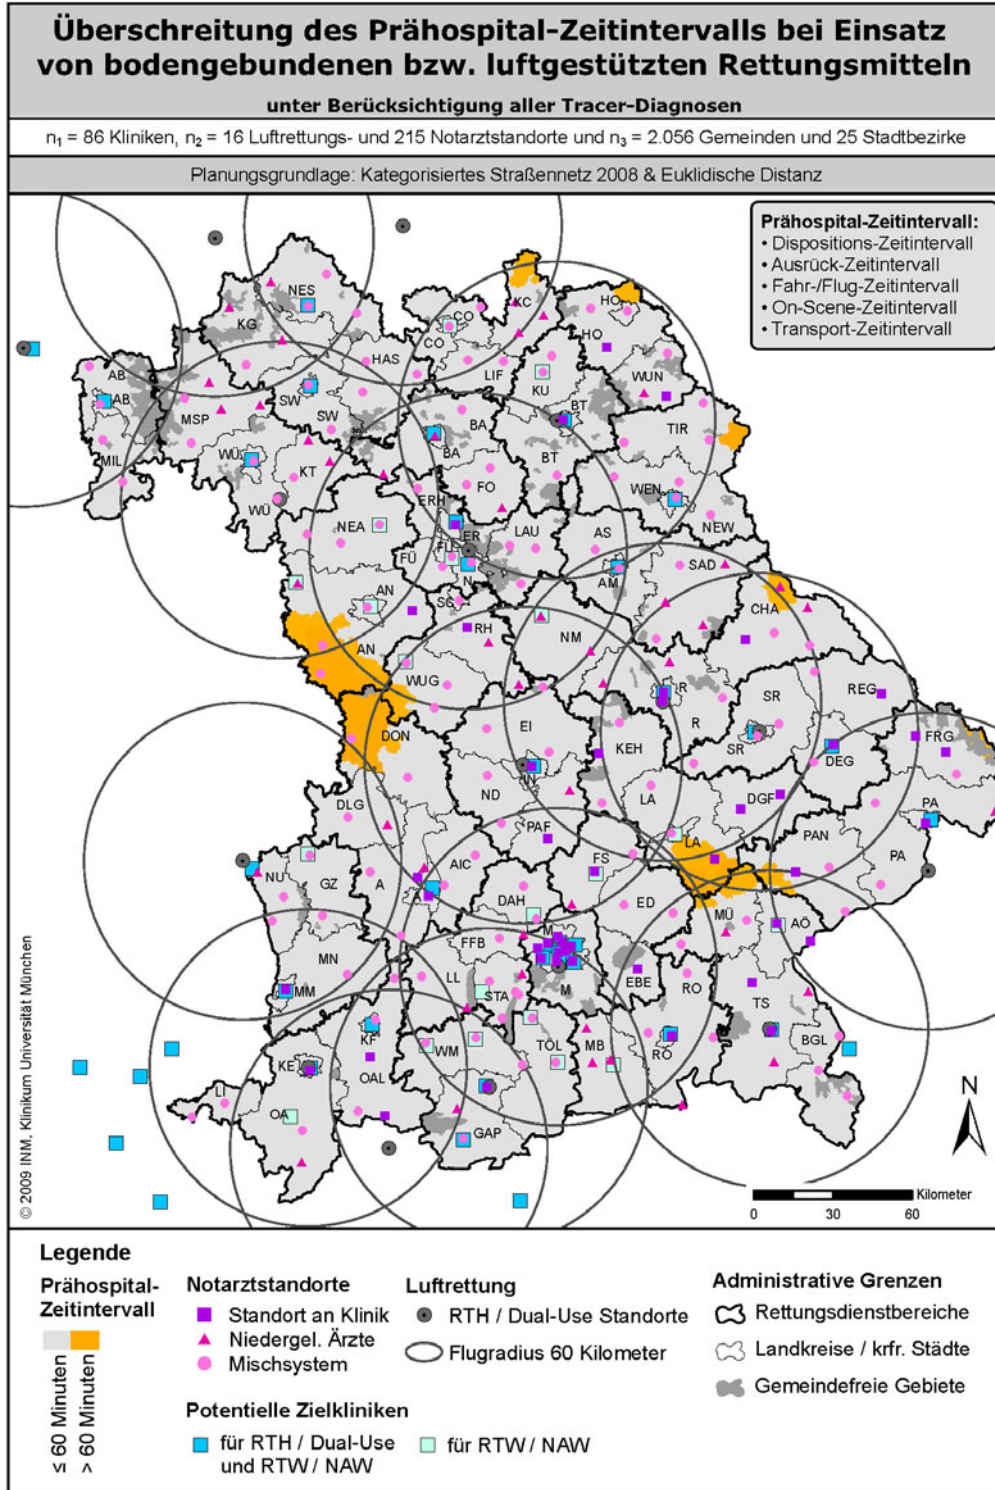 Überschreitung des Prähospital-Zeitintervalls bei Einsatz
von bodengebundenen bzw. luftgestützten Rettungsmitteln
unter Berücksichtigung aller Tracer-Diagnosen
n₁ = 86 Kliniken, n₂ = 16 Luftrettungs- und 215 Notarztstandorte und n₃ = 2.056 Gemeinden und 25 Stadtbezirke
Planungsgrundlage: Kategorisiertes Straßennetz 2008 & Euklidische Distanz
Prähospital-Zeitintervall:
• Dispositions-Zeitintervall
• Ausrück-Zeitintervall
• Fahr-/Flug-Zeitintervall
• On-Scene-Zeitintervall
• Transport-Zeitintervall
NES
KC
HO
KG
CO
CO
HO
HAS
LIF
KU
WUN
AB
AB
SW
SW
BT
MSP
BA
BA
TIR
MIL
WÜ
KT
FO
BT
WEN
WÜ
ERH
NEW
NEA
ER
LAU
AS
FÜ
FÜ
N
AM
SAD
AN
SC
CHA
AN
RH
NM
WUG
R
R
SR
REG
DON
EI
KEH
SR
DEG
FRG
IN
ND
LA
DGF
PA
DLG
PAF
LA
PAN
PA
NU
GZ
A
AIC
FS
A
DAH
ED
MÜ
AÖ
FFB
M
MN
LL
M
EBE
RO
MM
STA
TS
KF
WM
TÖL
MB
RO
BGL
KE
OAL
LI
OA
GAP
N
Kilometer
0 30 60
© 2009 INM, Klinikum Universität München
Legende
Prähospital-
Zeitintervall
≤ 60 Minuten
> 60 Minuten
Notarztstandorte
Standort an Klinik
Niedergel. Ärzte
Mischsystem
Potentielle Zielkliniken
für RTH / Dual-Use
und RTW / NAW
für RTW / NAW
Luftrettung
RTH / Dual-Use Standorte
Flugradius 60 Kilometer
Administrative Grenzen
Rettungsdienstbereiche
Landkreise / krfr. Städte
Gemeindefreie Gebiete